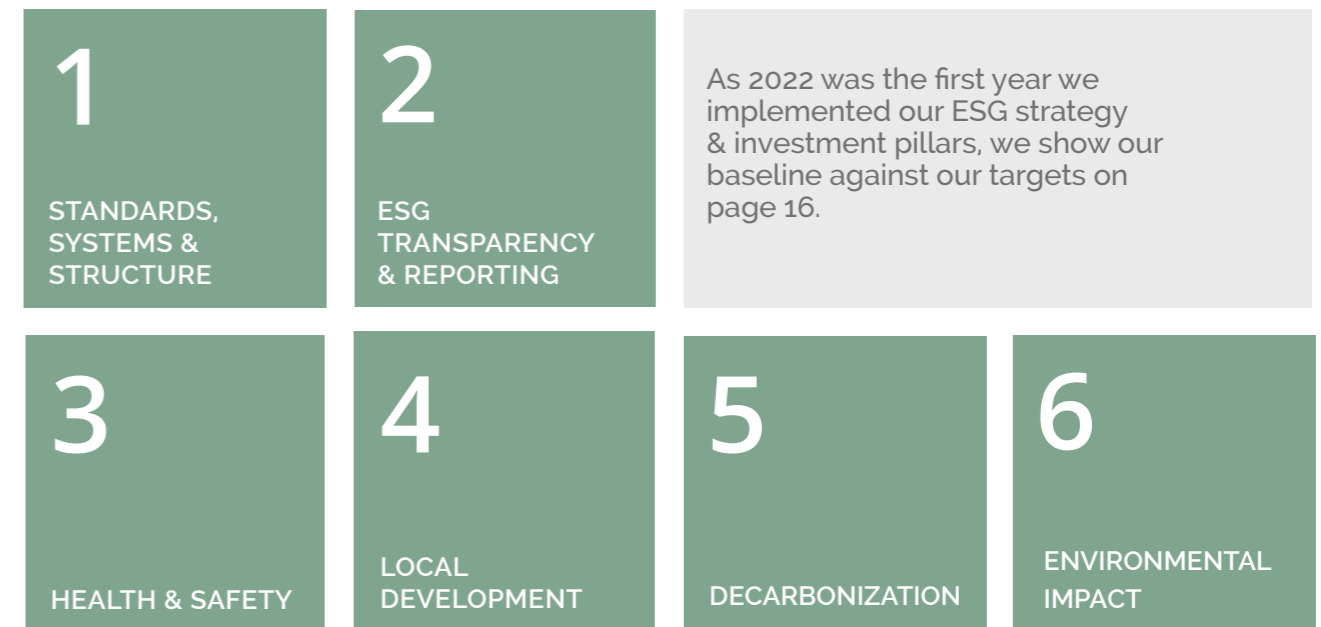 1
STANDARDS,
SYSTEMS &
STRUCTURE
2
ESG
TRANSPARENCY
& REPORTING
As 2022 was the first year we
implemented our ESG strategy
& investment pillars, we show our
baseline against our targets on
page 16.
3
HEALTH & SAFETY
4
LOCAL
DEVELOPMENT
5
DECARBONIZATION
6
ENVIRONMENTAL
IMPACT